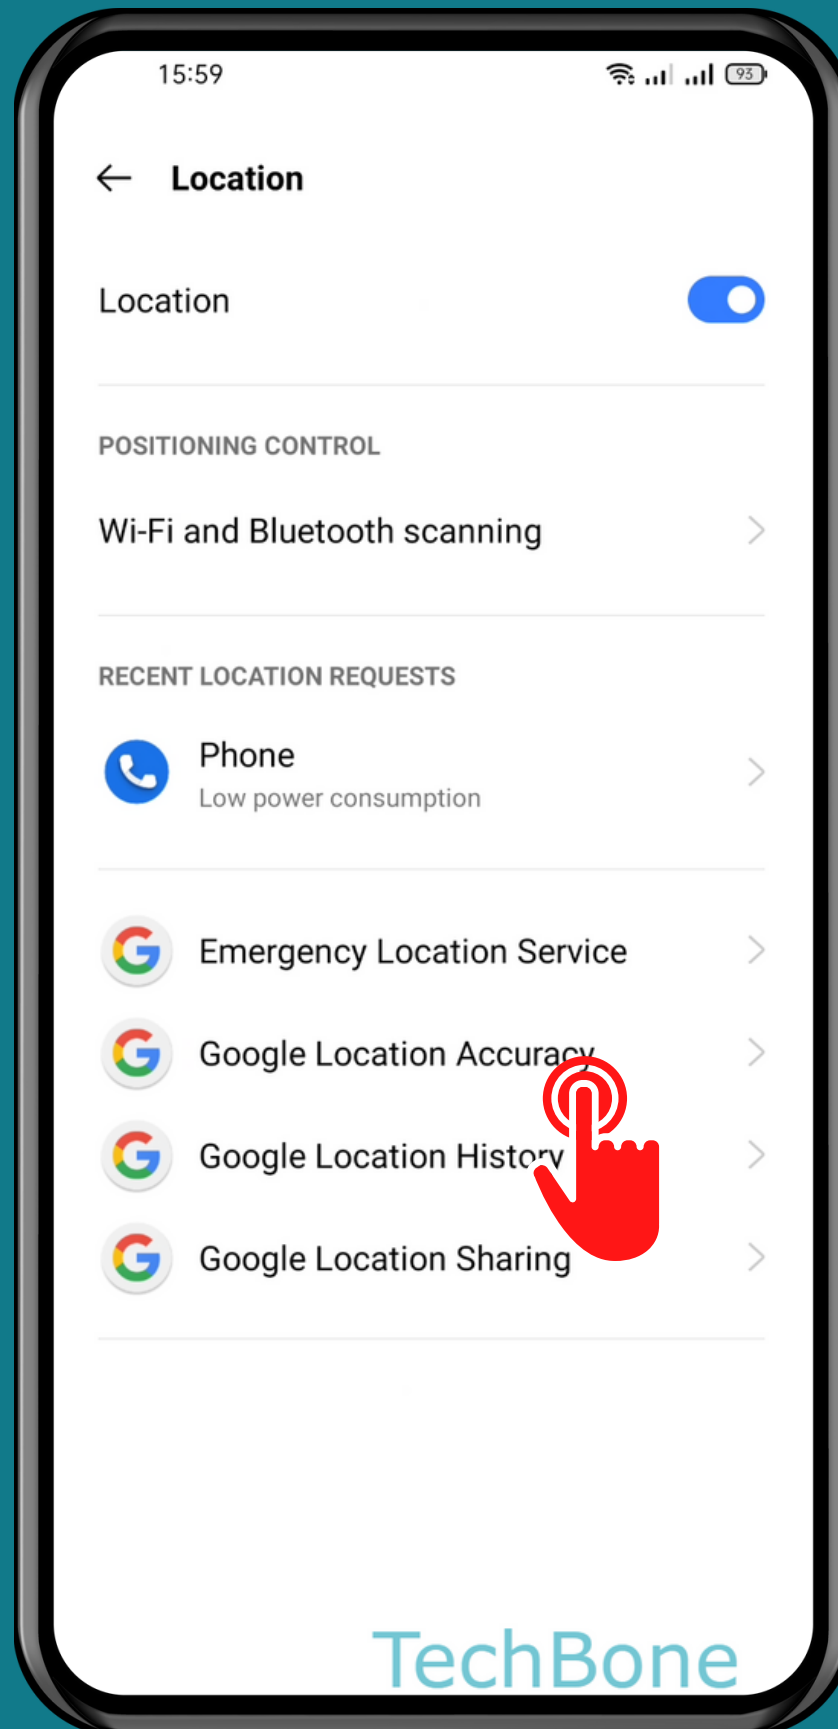 15:59
93
Location
Location
POSITIONING CONTROL
Wi-Fi and Bluetooth scanning
RECENT LOCATION REQUESTS
Phone
Low power consumption
Emergency Location Service
Google Location Accuracy
Google Location History
Google Location Sharing
TechBone